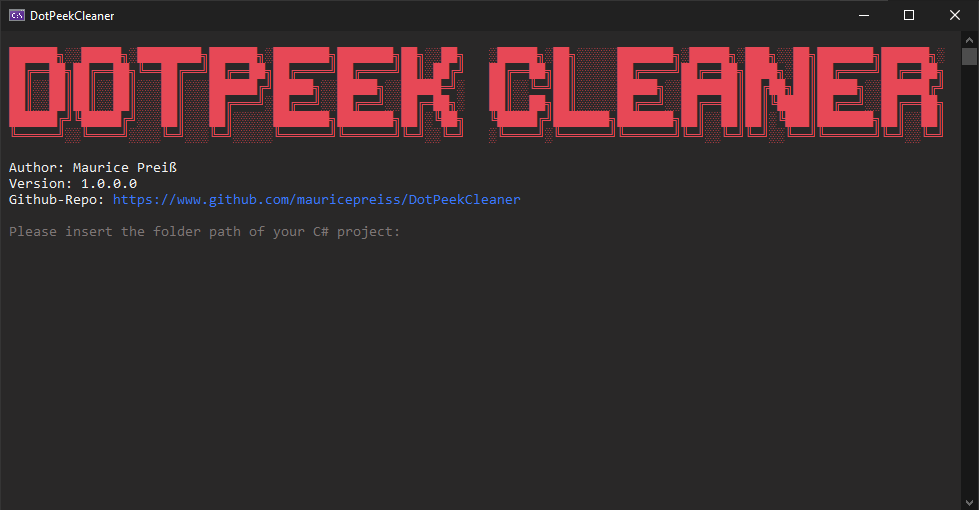 DotPeekCleaner
DOTPEEK CLEANER
Author: Maurice Preiß
Version: 1.0.0.0
Github-Repo: https://www.github.com/mauricepreiss/DotPeekCleaner
Please insert the folder path of your C# project: